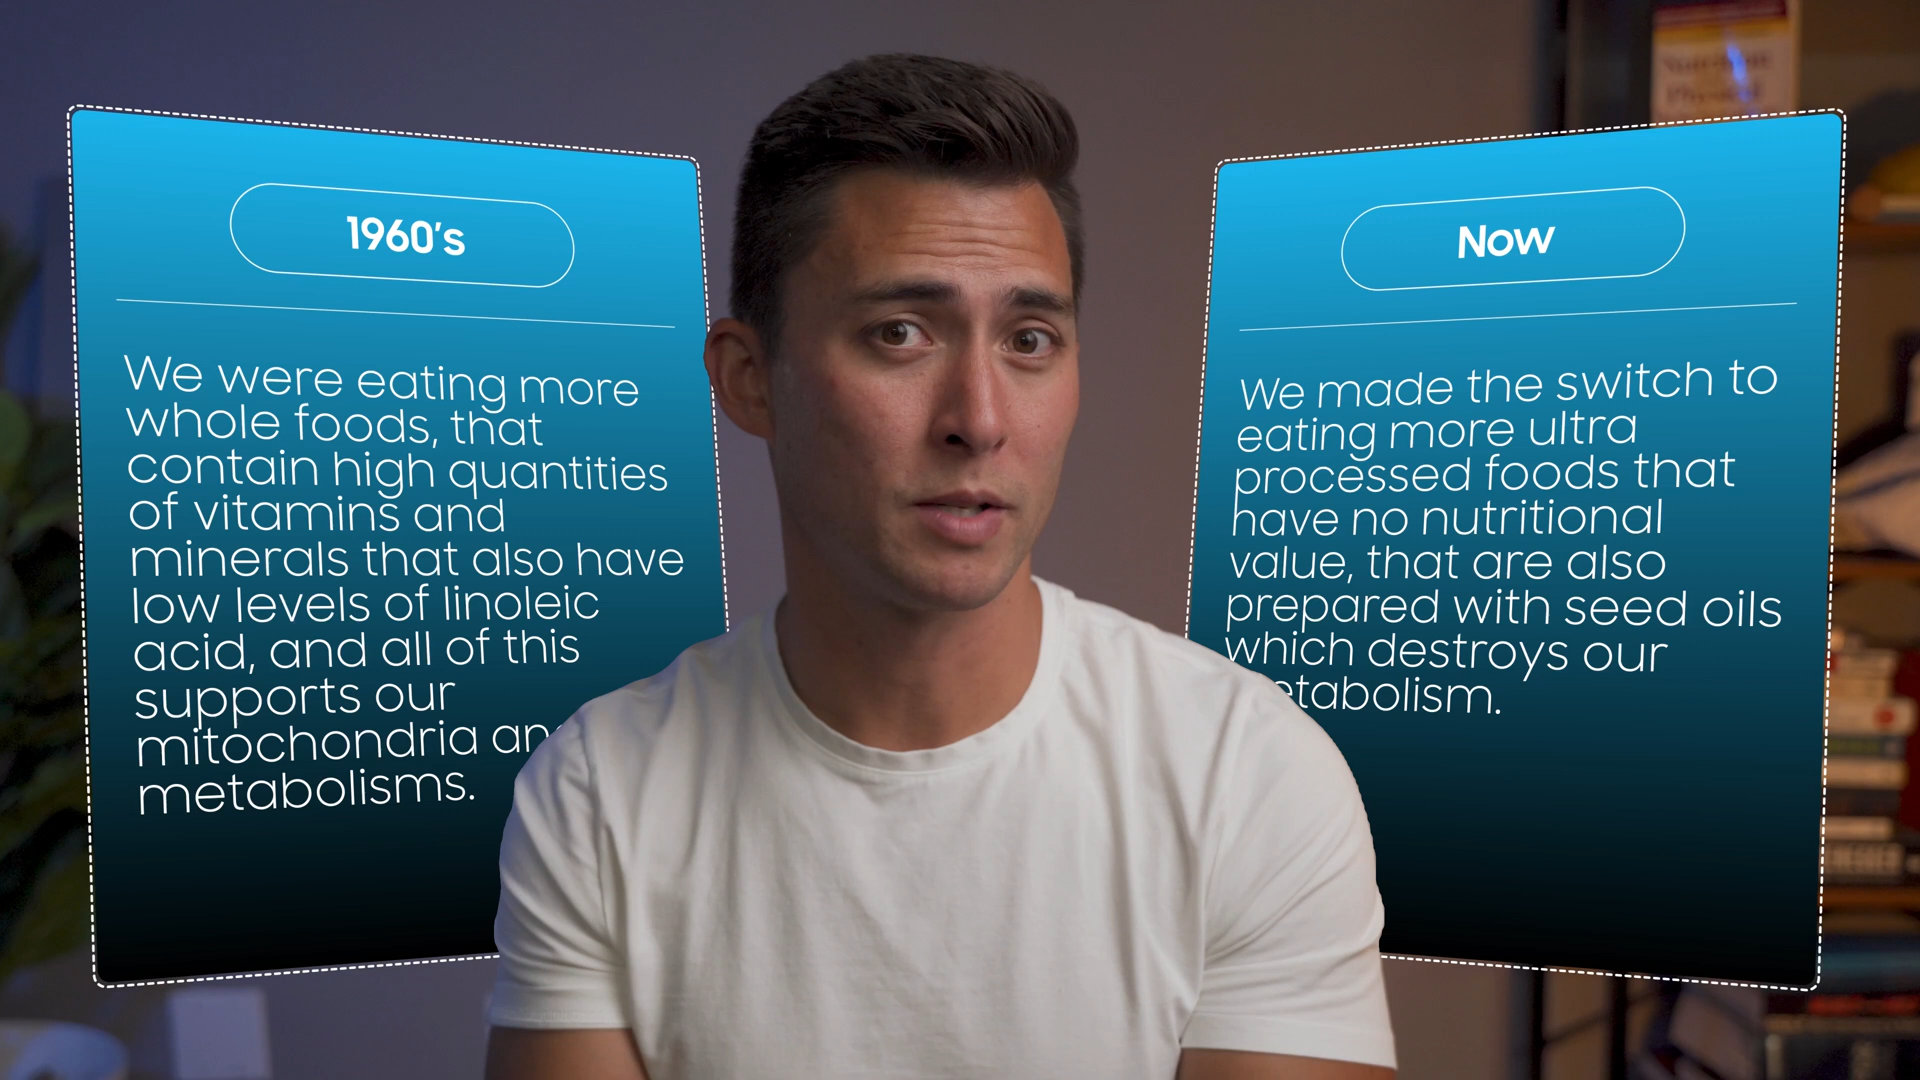 1960's
We were eating more
whole foods, that
contain high quantities
of vitamins and
minerals that also have
low levels of linoleic
acid, and all of this
supports our
mitochondria
metabolisms.
Now
We made the switch to
eating more ultra
processed foods that
have no nutritional
value, that are also
prepared with seed oils
which destroys our
etabolism.